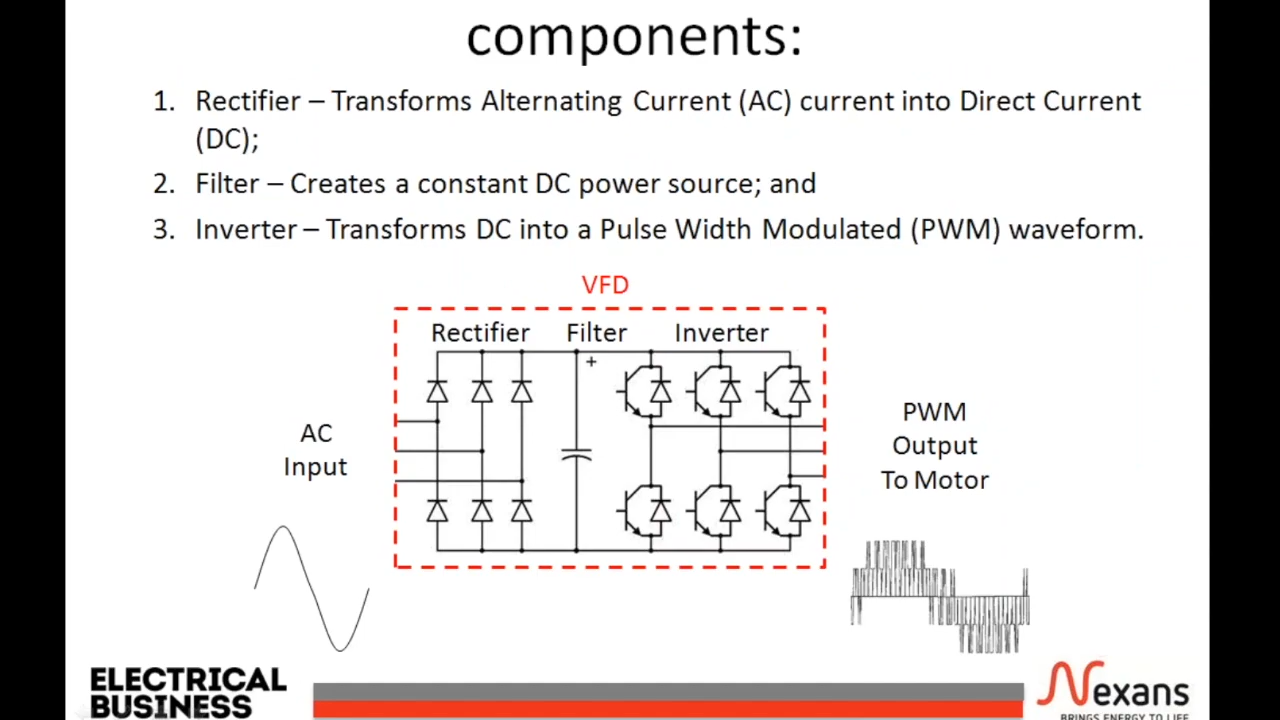 components:
1. Rectifier – Transforms Alternating Current (AC) current into Direct Current
(DC);
2. Filter – Creates a constant DC power source; and
3. Inverter – Transforms DC into a Pulse Width Modulated (PWM) waveform.
VFD
Rectifier Filter Inverter
+
AC
Input
PWM
Output
To Motor
ELECTRICAL
BUSINESS
Nexans
BRINGS ENERGY TO LIFE